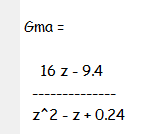 Gma =
16 z - 9.4
--------------
z^2 - z + 0.24